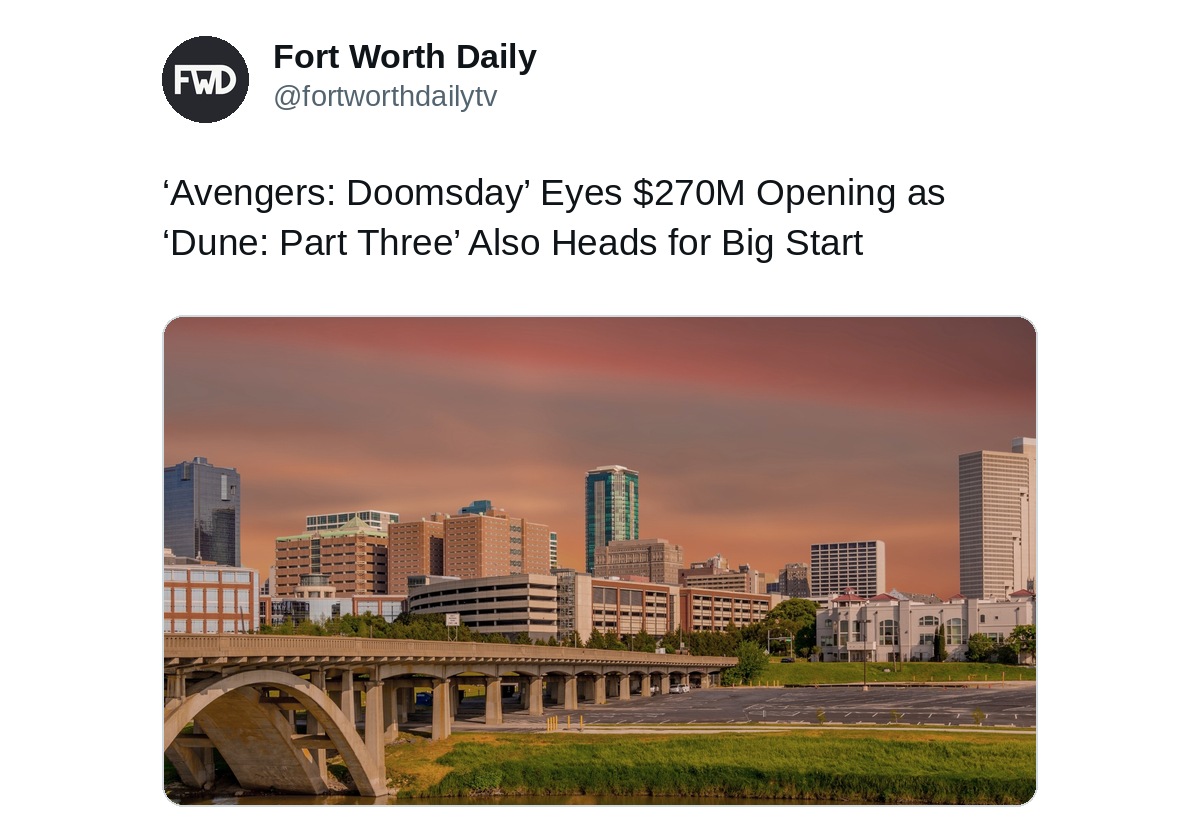 FWD
Fort Worth Daily
@fortworthdailytv
‘Avengers: Doomsday’ Eyes $270M Opening as
‘Dune: Part Three’ Also Heads for Big Start